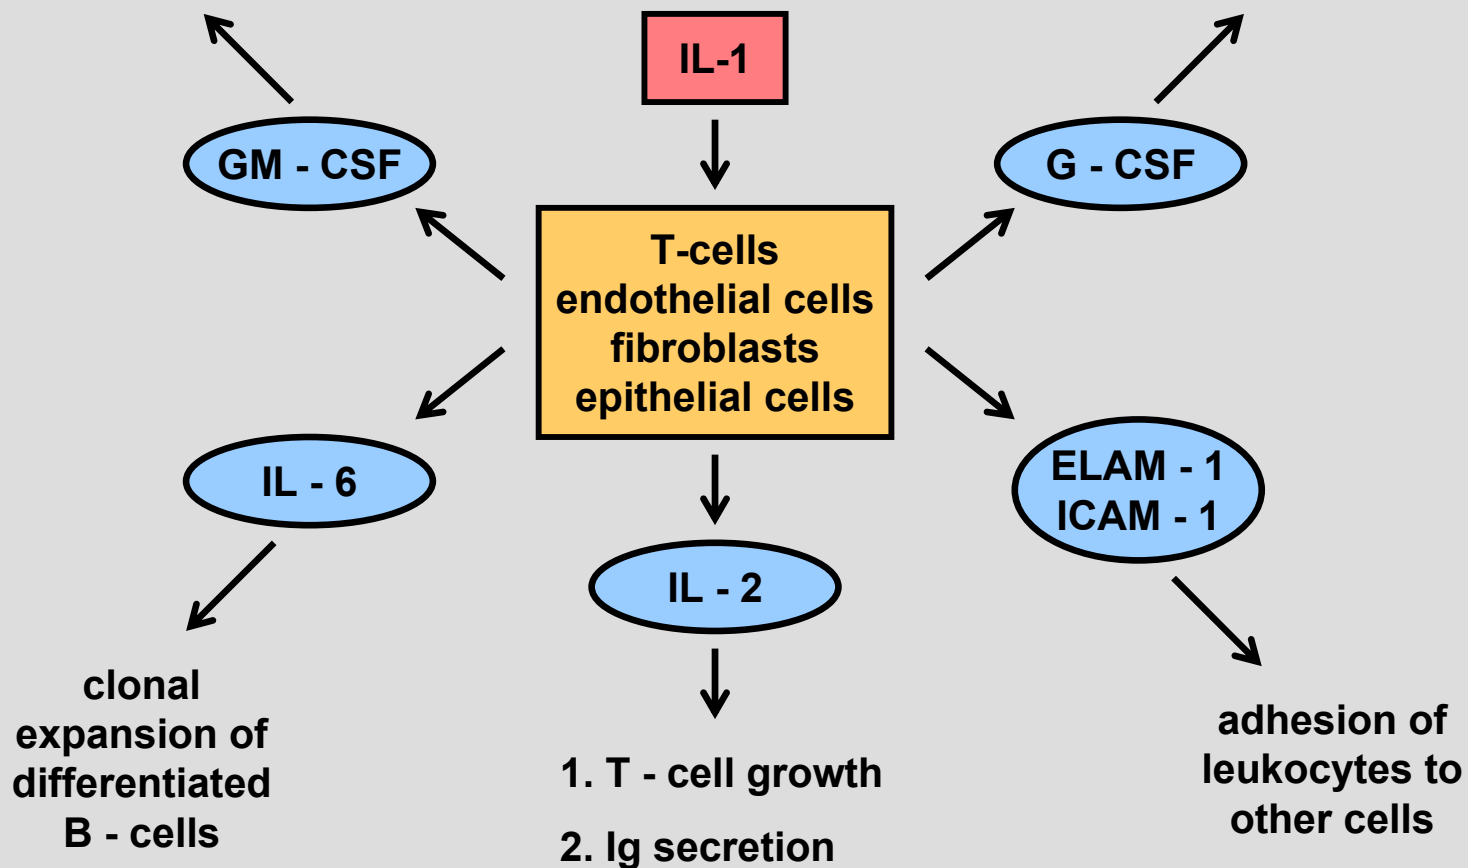 IL-1
GM - CSF
G - CSF
T-cells
endothelial cells
fibroblasts
epithelial cells
IL - 6
ELAM - 1
ICAM - 1
IL - 2
clonal
expansion of
differentiated
B - cells
1. T - cell growth
2. Ig secretion
adhesion of
leukocytes to
other cells